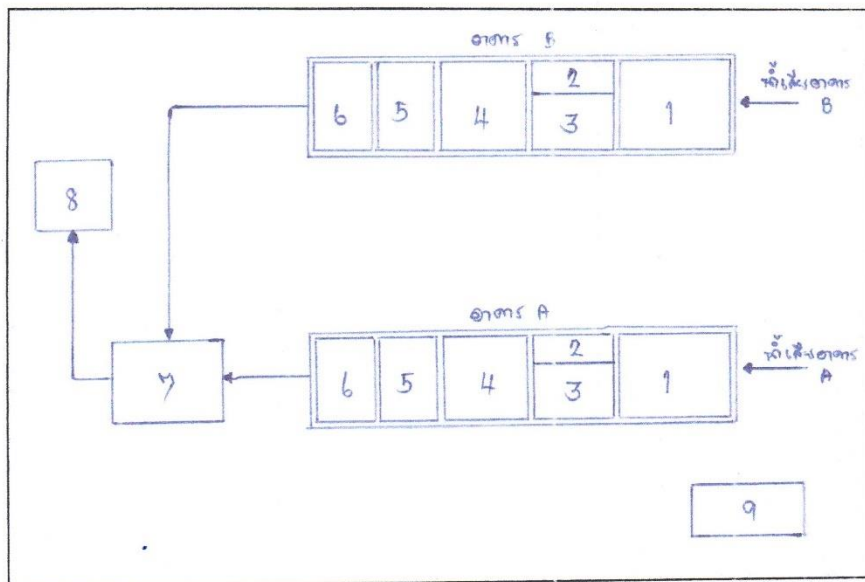 อาคาร B
6 5 4 2 3 1
น้ำเสียอาคาร
B
8
อาคาร A
7
6 5 4 2 3 1
น้ำเสียอาคาร
A
9